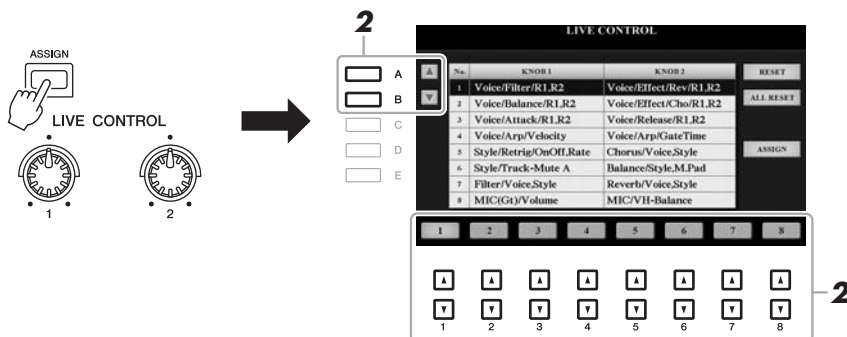 ASSIGN
LIVE CONTROL
1 2
2
A
B
C
D
E
LIVE CONTROL
No. KNOB 1 KNOB 2
1 Voice/Filter/R1,R2 Voice/Effect/Rev/R1,R2
2 Voice/Balance/R1,R2 Voice/Effect/Cho/R1,R2
3 Voice/Attack/R1,R2 Voice/Release/R1,R2
4 Voice/Arp/Velocity Voice/Arp/GateTime
5 Style/Retrig/OnOff,Rate Chorus/Voice,Style
6 Style/Track-Mute A Balance/Style,M.Pad
7 Filter/Voice,Style Reverb/Voice,Style
8 MIC(Gt)/Volume MIC/VH-Balance
RESET
ALL RESET
ASSIGN
1 2 3 4 5 6 7 8
1 2 3 4 5 6 7 8
2